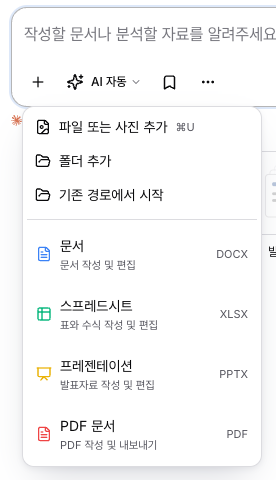 작성할 문서나 분석할 자료를 알려주세요
AI 자동
파일 또는 사진 추가 ⌘U
폴더 추가
기존 경로에서 시작
문서
문서 작성 및 편집
DOCX
스프레드시트
표와 수식 작성 및 편집
XLSX
프레젠테이션
발표자료 작성 및 편집
PPTX
PDF 문서
PDF 작성 및 내보내기
PDF